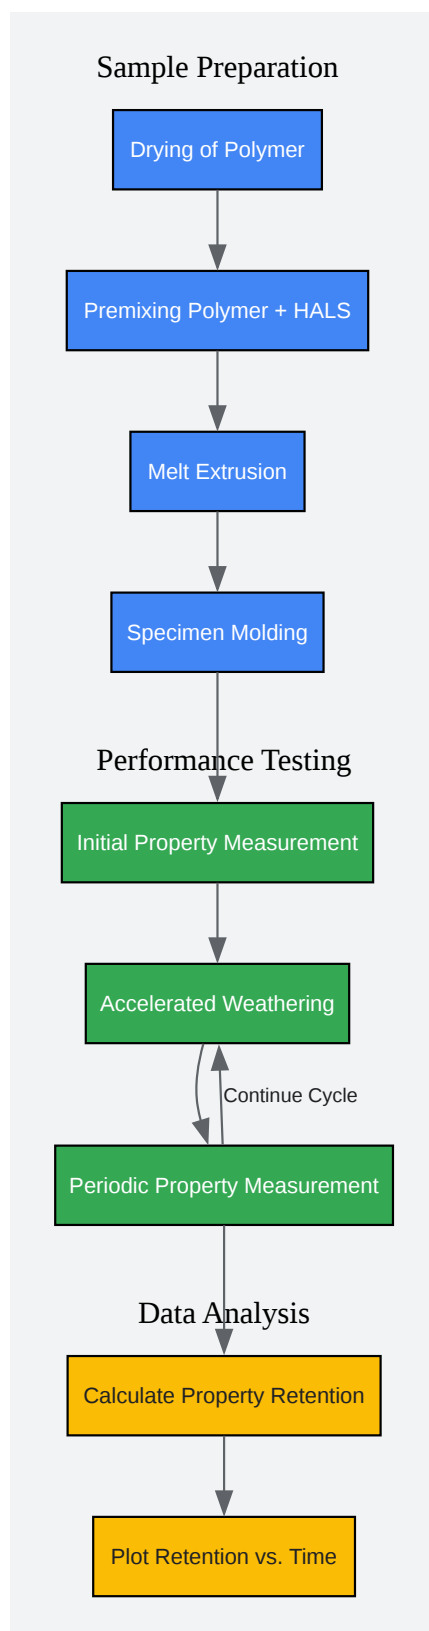 Sample Preparation
Drying of Polymer
Premixing Polymer + HALS
Melt Extrusion
Specimen Molding
Performance Testing
Initial Property Measurement
Accelerated Weathering
Continue Cycle
Periodic Property Measurement
Data Analysis
Calculate Property Retention
Plot Retention vs. Time